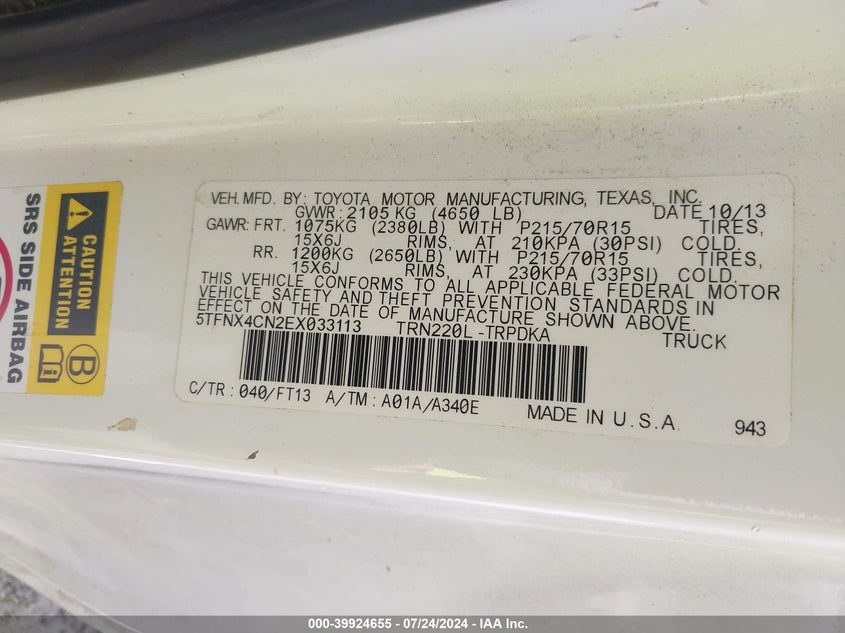 SRS SIDE AIRBAG
CAUTION
ATTENTION
B
VEH. MFD. BY: TOYOTA MOTOR MANUFACTURING, TEXAS, INC.
GVWR: 2105 KG (4650 LB) DATE 10/13
GAWR: FRT. 1075KG (2380LB) WITH P215/70R15 TIRES,
15X6J RIMS, AT 210KPA (30PSI) COLD.
RR. 1200KG (2650LB) WITH P215/70R15 TIRES,
15X6J RIMS, AT 230KPA (33PSI) COLD.
THIS VEHICLE CONFORMS TO ALL APPLICABLE FEDERAL MOTOR
VEHICLE SAFETY AND THEFT PREVENTION STANDARDS IN
EFFECT ON THE DATE OF MANUFACTURE SHOWN ABOVE.
5TFNX4CN2EX033113 TRN220L-TRPDKA TRUCK
C/TR: 040/FT13 A/TM: A01A/A340E MADE IN U.S.A. 943
000-39924655 - 07/24/2024 - IAA Inc.